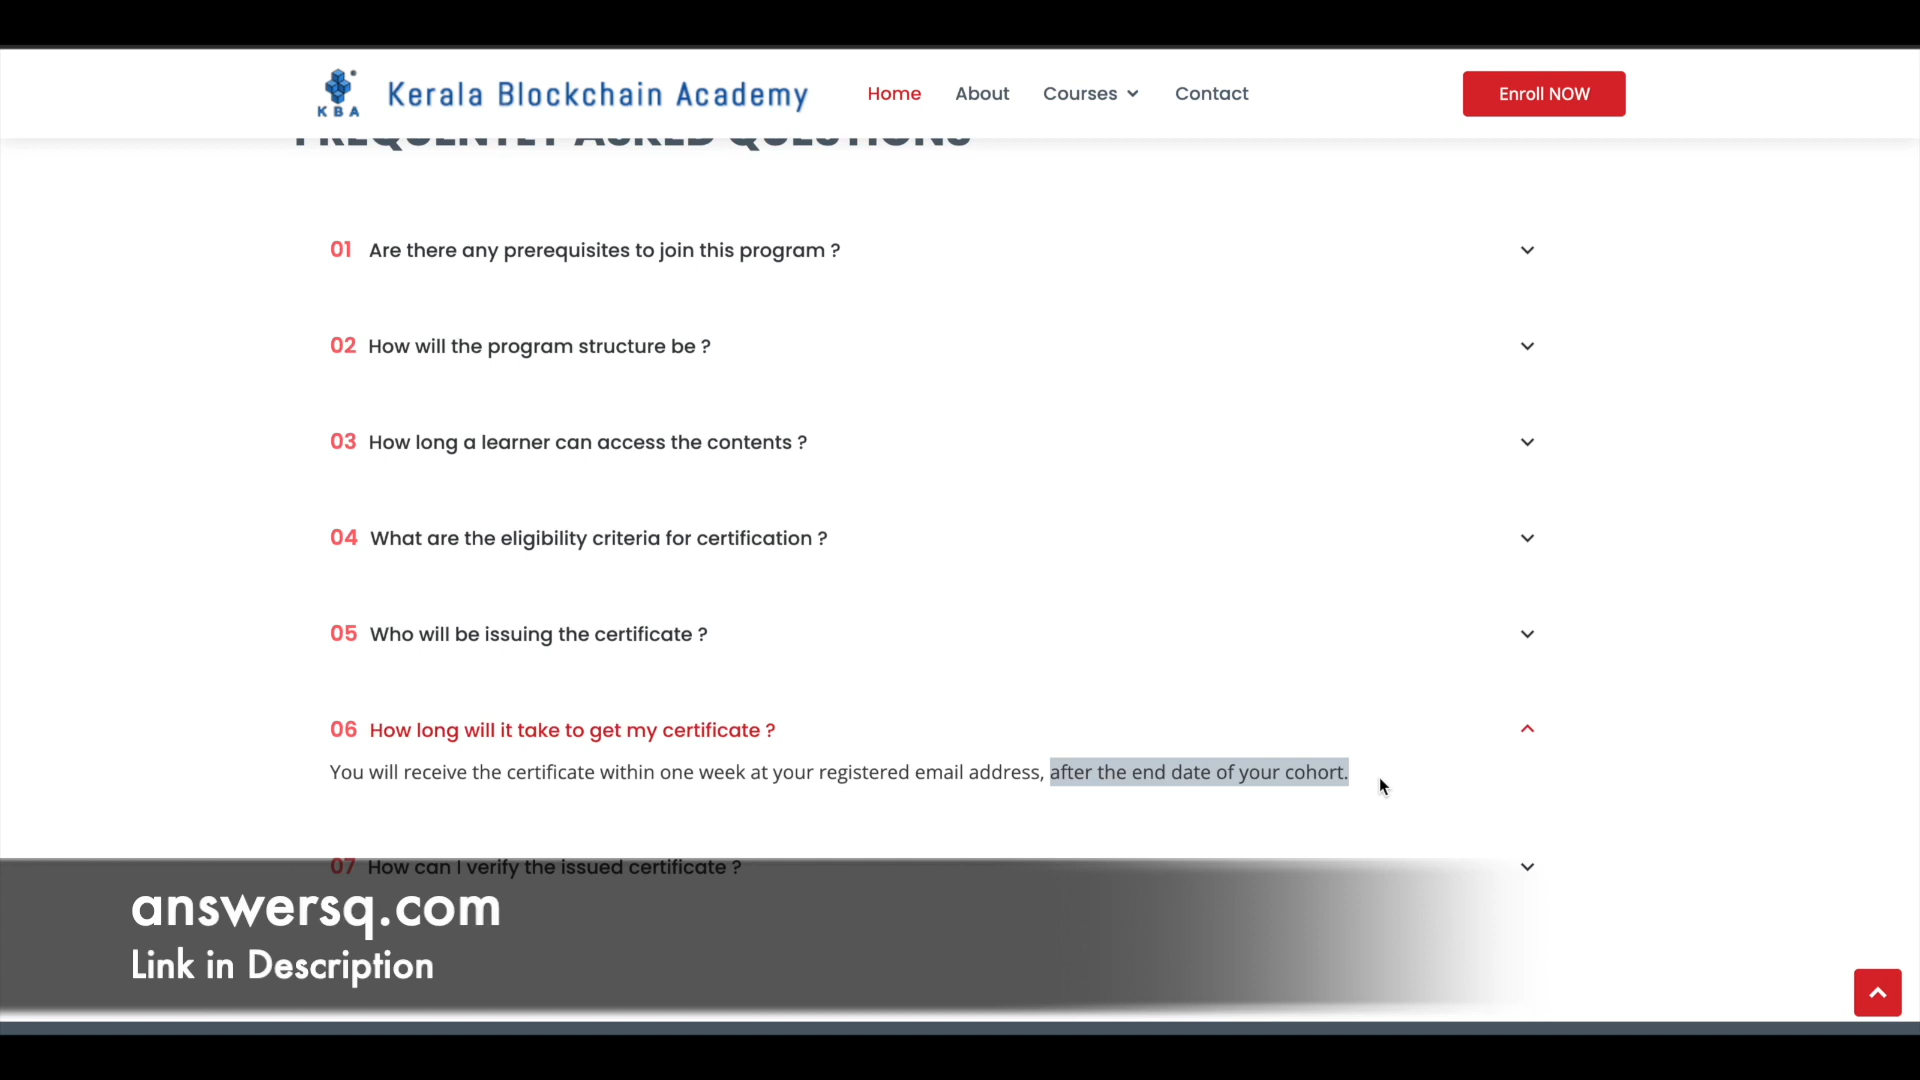 KBA
Kerala Blockchain Academy
Home
About
Courses
Contact
Enroll NOW
FREQUENTLY ASKED QUESTIONS
01 Are there any prerequisites to join this program ?
02 How will the program structure be ?
03 How long a learner can access the contents ?
04 What are the eligibility criteria for certification ?
05 Who will be issuing the certificate ?
06 How long will it take to get my certificate ?
You will receive the certificate within one week at your registered email address, after the end date of your cohort.
07 How can I verify the issued certificate ?
answersq.com
Link in Description